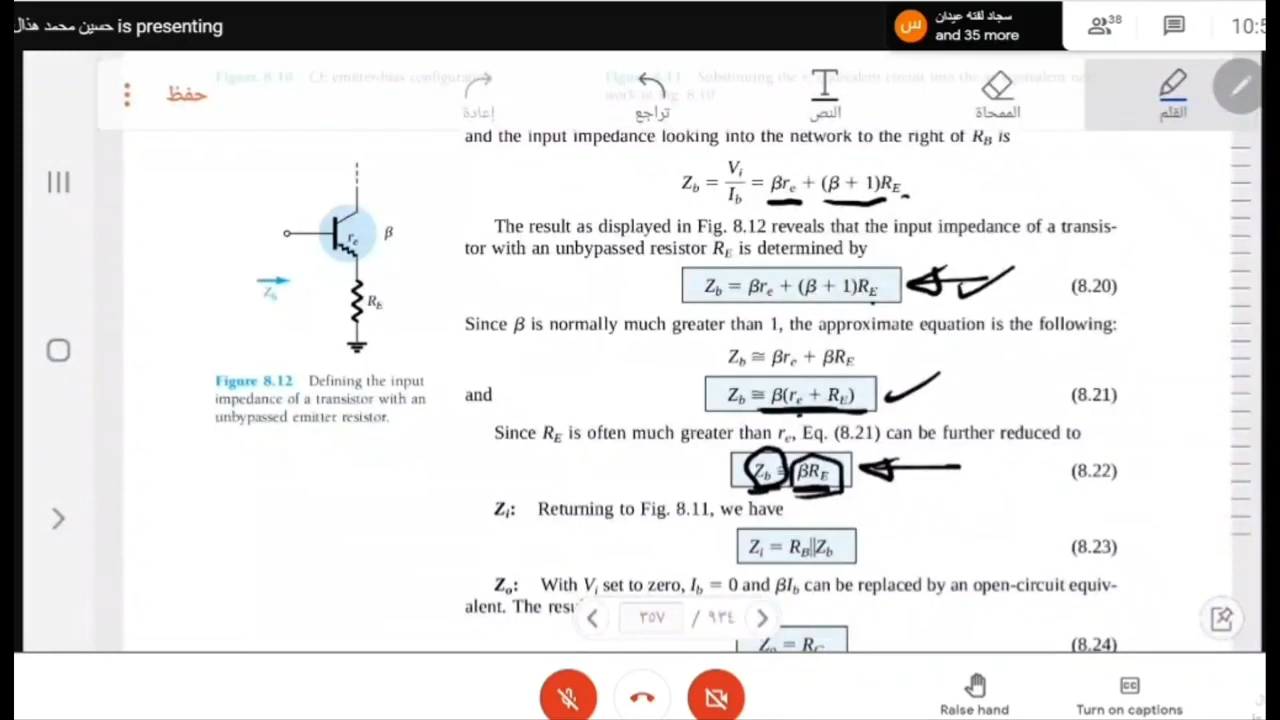 حسين محمد هذال is presenting
س
سجاد لفته عيدان
and 35 more
38
10:5
حفظ
إعادة
تراجع
النص
الممحاة
القلم
and the input impedance looking into the network to the right of R_B is
Z_b = V_i / I_b = βr_e + (β + 1)R_E
The result as displayed in Fig. 8.12 reveals that the input impedance of a transis-
tor with an unbypassed resistor R_E is determined by
Z_b = βr_e + (β + 1)R_E (8.20)
Since β is normally much greater than 1, the approximate equation is the following:
Z_b ≅ βr_e + βR_E
and Z_b ≅ β(r_e + R_E) (8.21)
Since R_E is often much greater than r_e, Eq. (8.21) can be further reduced to
Z_b ≅ βR_E (8.22)
Z_i: Returning to Fig. 8.11, we have
Z_i = R_B||Z_b (8.23)
Z_o: With V_i set to zero, I_b = 0 and βI_b can be replaced by an open-circuit equiv-
alent. The
Z_o = R_C (8.24)
β
r_e
R_E
Z_b
Figure 8.12 Defining the input
impedance of a transistor with an
unbypassed emitter resistor.
٣٥٧ / ٩٣٤
Raise hand
CC
Turn on captions